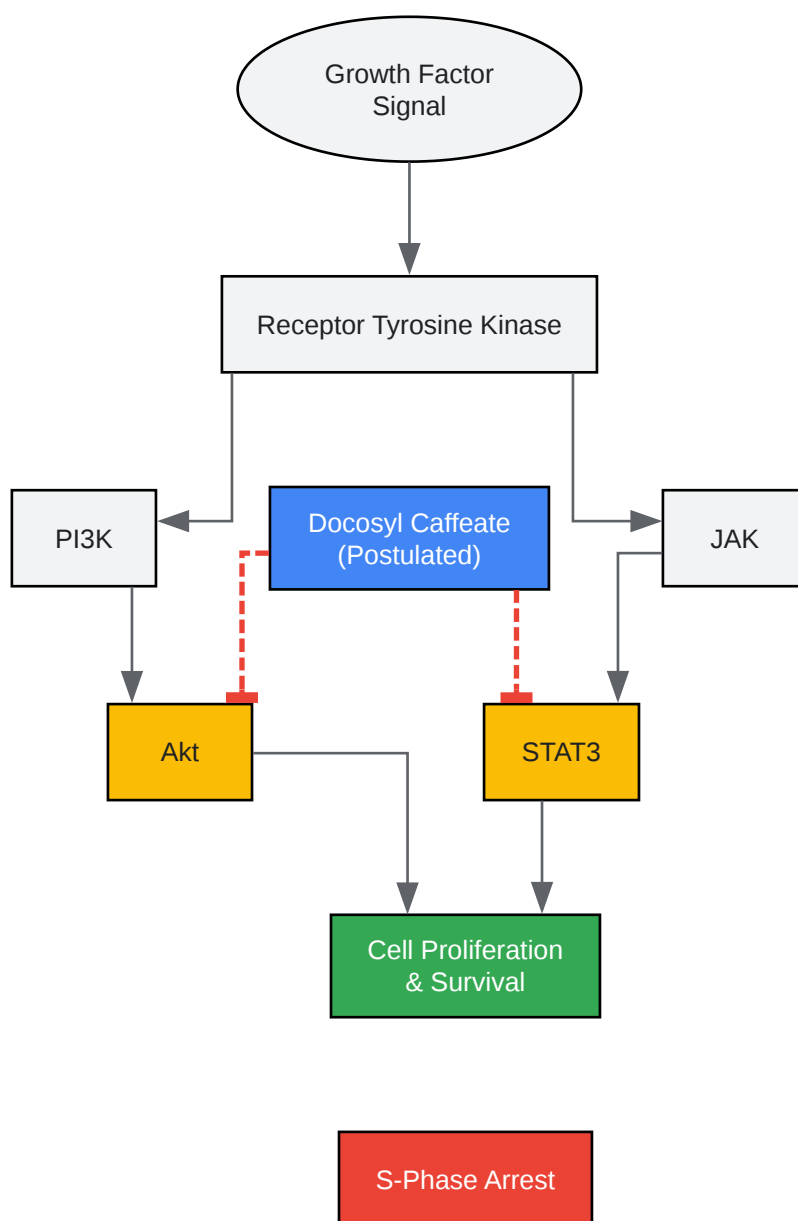 Growth Factor
Signal
Receptor Tyrosine Kinase
PI3K
Docosyl Caffeate
(Postulated)
JAK
Akt
STAT3
Cell Proliferation
& Survival
S-Phase Arrest